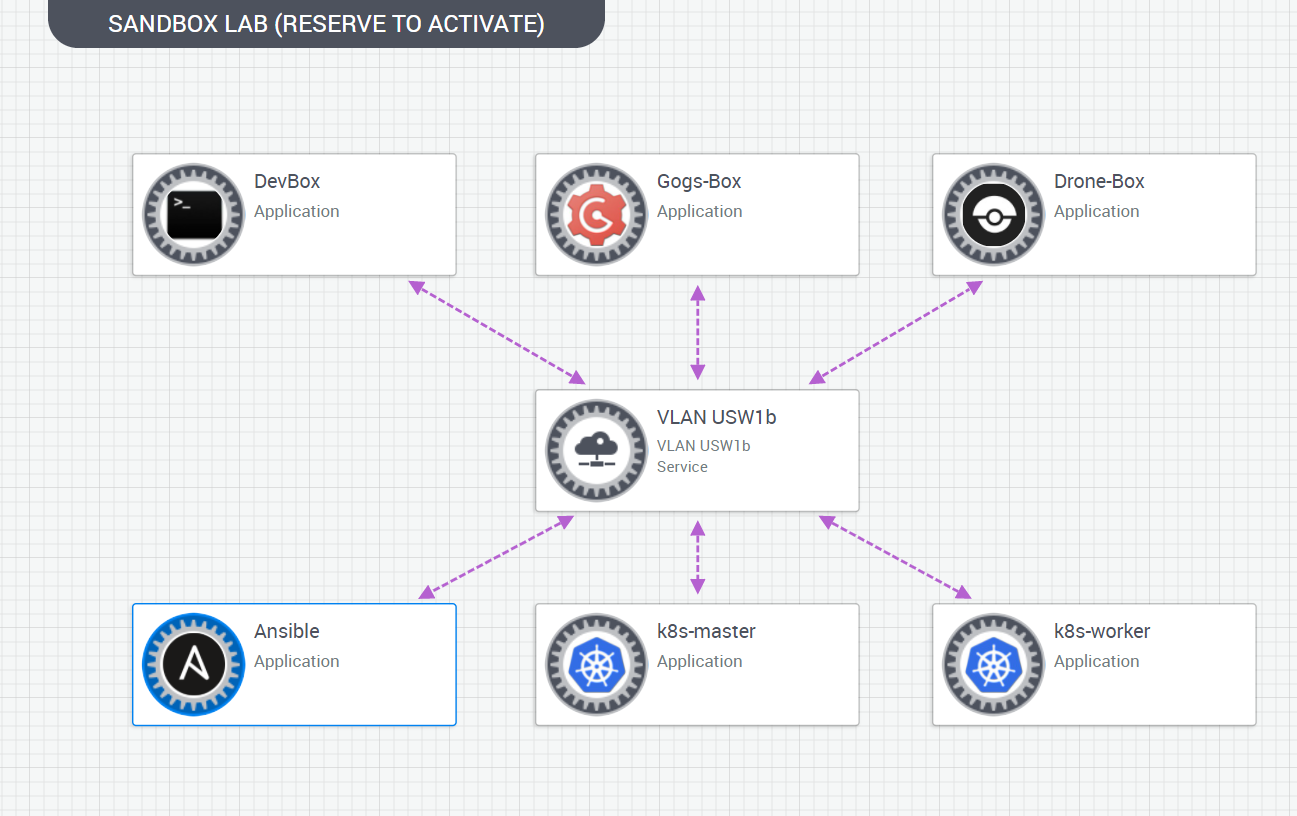 SANDBOX LAB (RESERVE TO ACTIVATE)
DevBox
Application
>_
Gogs-Box
Application
Drone-Box
Application
VLAN USW1b
VLAN USW1b
Service
Ansible
Application
k8s-master
Application
k8s-worker
Application